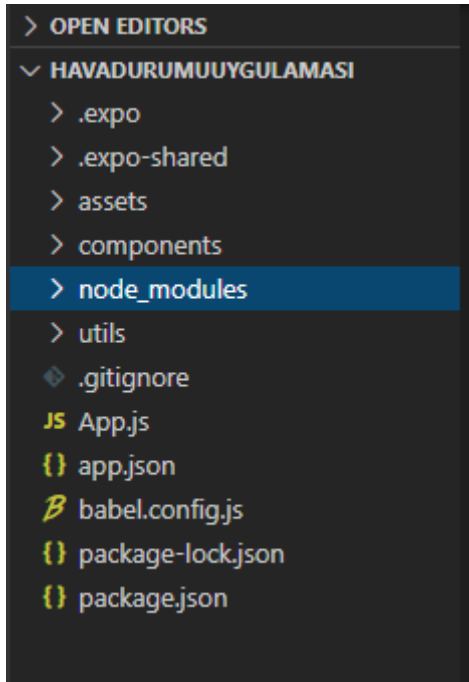 OPEN EDITORS
HAVADURUMUUYGULAMASI
.expo
.expo-shared
assets
components
node_modules
utils
.gitignore
JS App.js
{} app.json
babel.config.js
{} package-lock.json
{} package.json